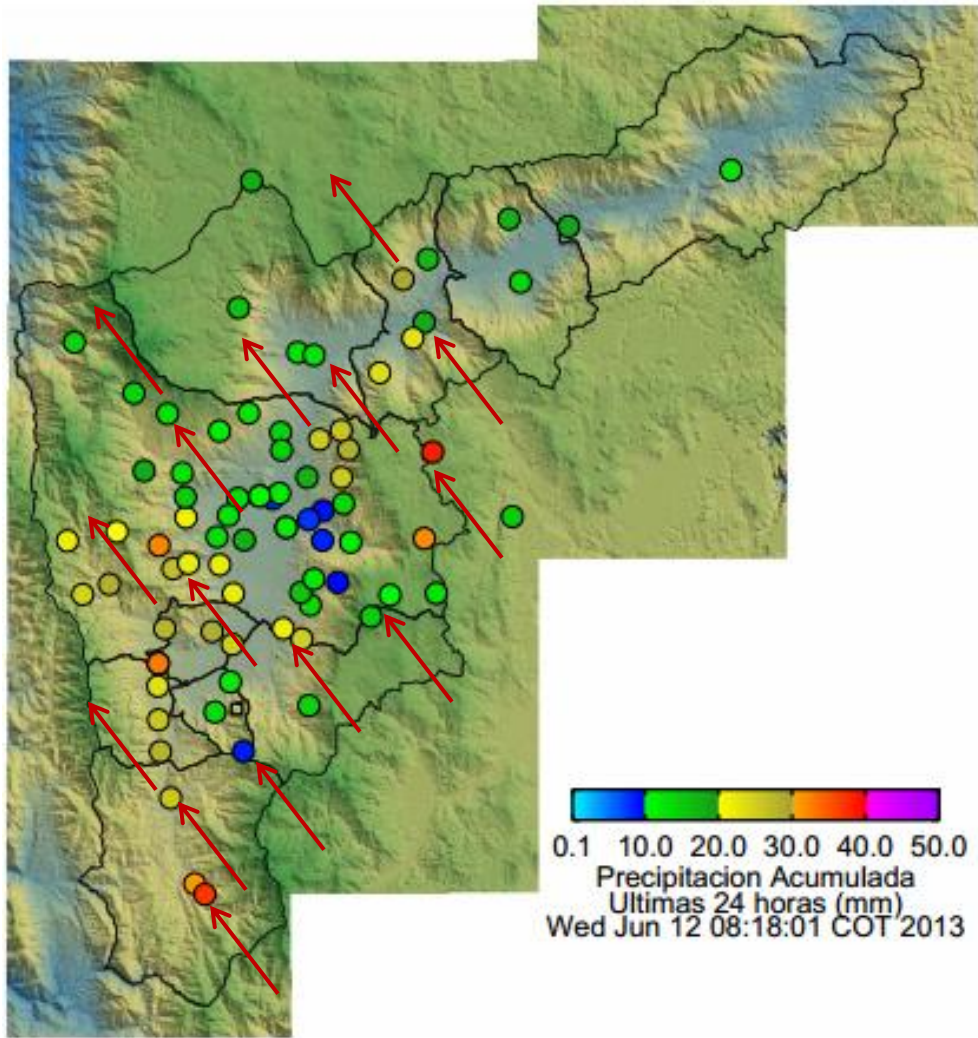 0.1 10.0 20.0 30.0 40.0 50.0
Precipitacion Acumulada
Ultimas 24 horas (mm)
Wed Jun 12 08:18:01 COT 2013